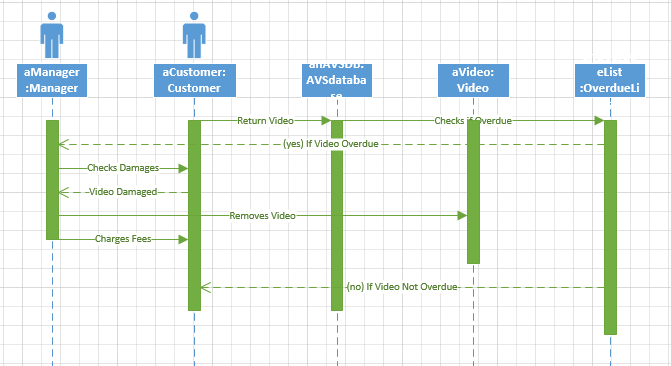 aManager
:Manager
aCustomer:
Customer
anAVSDB:
AVSdataba
se
aVideo:
Video
eList
:OverdueLi
Return Video
Checks if Overdue
(yes) If Video Overdue
Checks Damages
Video Damaged
Removes Video
Charges Fees
(no) If Video Not Overdue